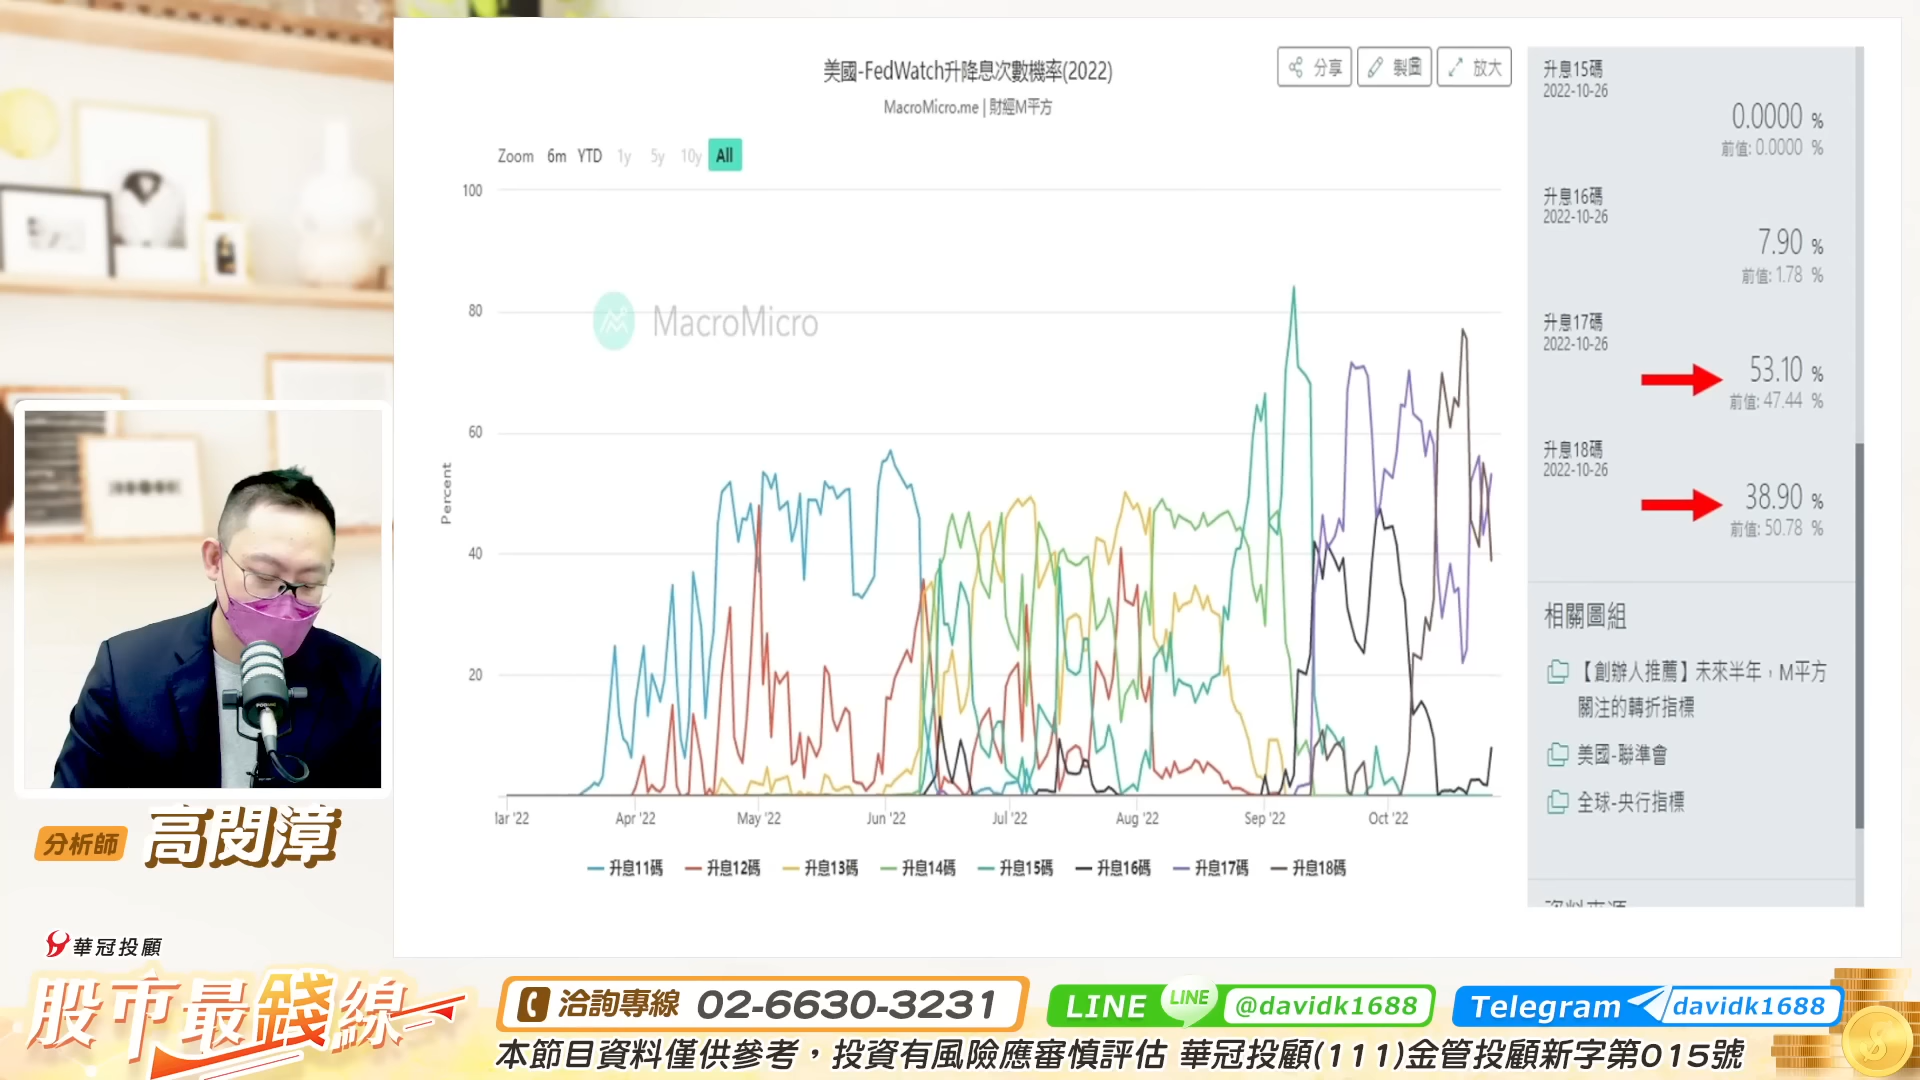 美國-FedWatch升降息次數機率(2022)
MacroMicro.me | 財經M平方
分享
製圖
放大
Zoom 6m YTD 1y 5y 10y All
100
80
60
40
20
Percent
MacroMicro
Apr '22 May '22 Jun '22 Jul '22 Aug '22 Sep '22 Oct '22
升息11碼 升息12碼 升息13碼 升息14碼 升息15碼 升息16碼 升息17碼 升息18碼
升息15碼
2022-10-26
0.0000 %
前值: 0.0000 %
升息16碼
2022-10-26
7.90 %
前值: 1.78 %
升息17碼
2022-10-26
53.10 %
前值: 47.44 %
升息18碼
2022-10-26
38.90 %
前值: 50.78 %
相關圖組
【創辦人推薦】未來半年，M平方
關注的轉折指標
美國-聯準會
全球-央行指標
分析師 高閔漳
華冠投顧
股市最錢線
洽詢專線 02-6630-3231
LINE LINE @davidk1688
Telegram davidk1688
本節目資料僅供參考，投資有風險應審慎評估 華冠投顧(111)金管投顧新字第015號